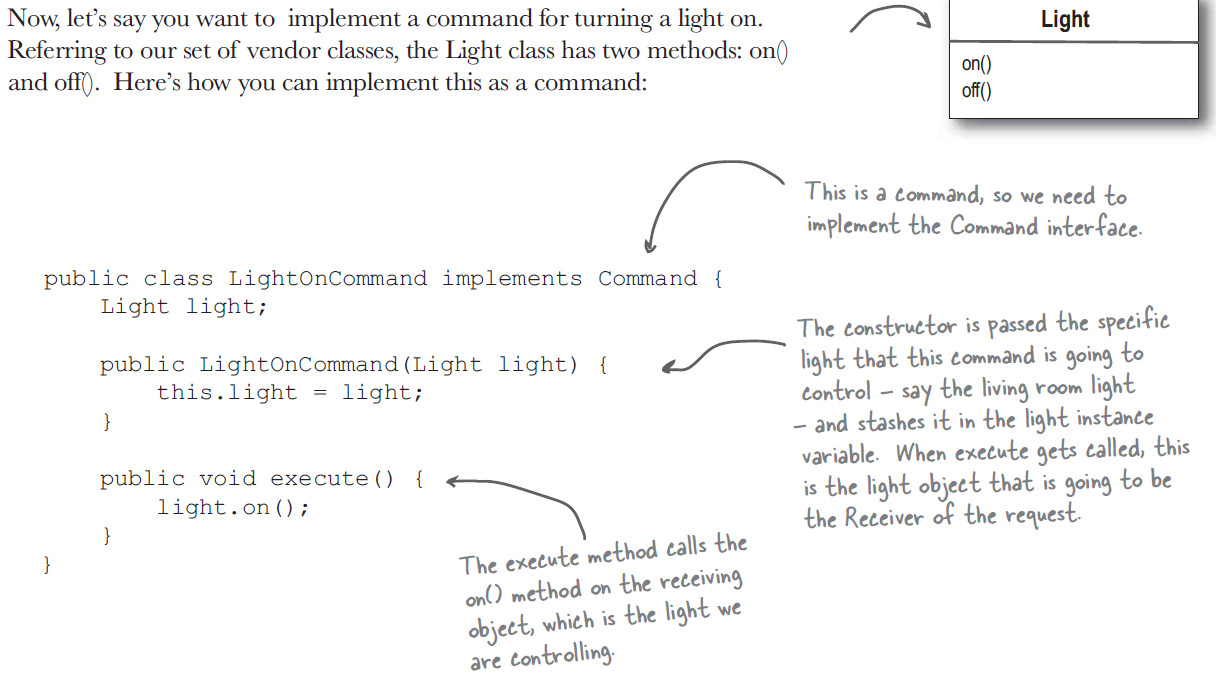 Now, let's say you want to implement a command for turning a light on.
Referring to our set of vendor classes, the Light class has two methods: on()
and off(). Here's how you can implement this as a command:
Light
on()
off()
This is a command, so we need to
implement the Command interface.
public class LightOnCommand implements Command {
Light light;
public LightOnCommand(Light light) {
this.light = light;
}
public void execute() {
light.on();
}
}
The constructor is passed the specific
light that this command is going to
control – say the living room light
– and stashes it in the light instance
variable. When execute gets called, this
is the light object that is going to be
the Receiver of the request.
The execute method calls the
on() method on the receiving
object, which is the light we
are controlling.